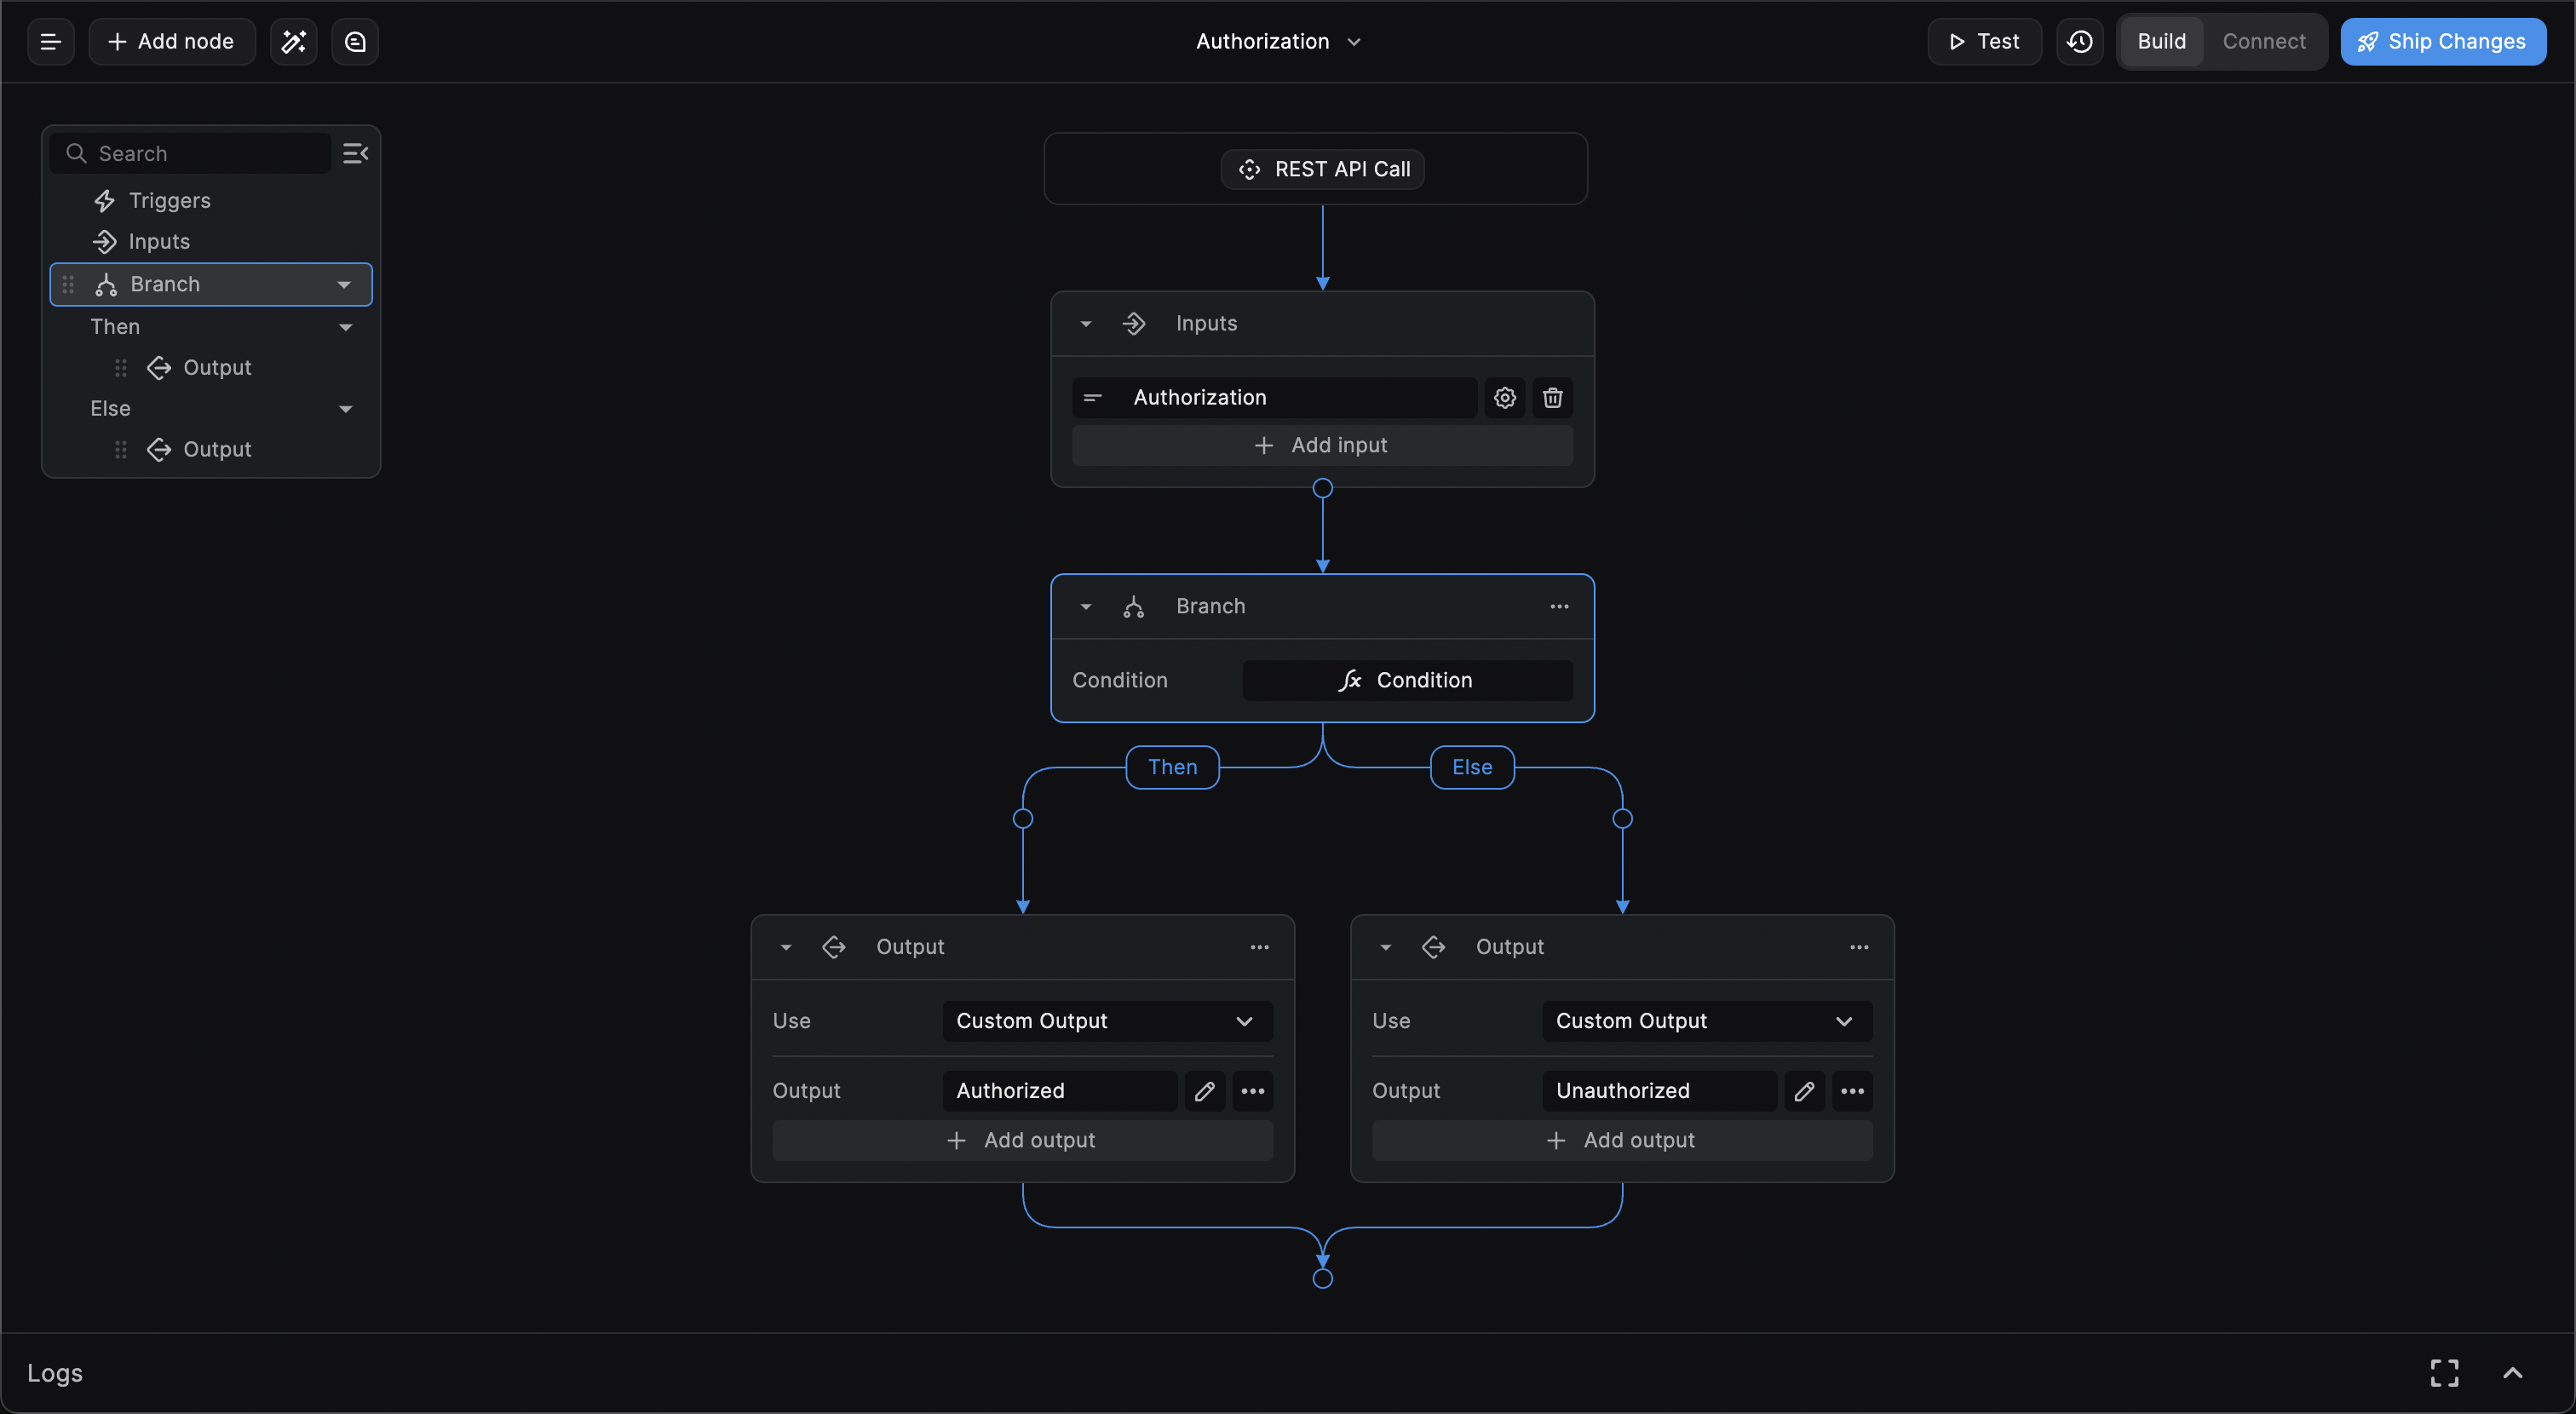 Add node
Authorization
Test
Build
Connect
Ship Changes
Search
Triggers
Inputs
Branch
Then
Output
Else
Output
REST API Call
Inputs
Authorization
Add input
Branch
Condition
Condition
Then
Else
Output
Use
Custom Output
Output
Authorized
Add output
Output
Use
Custom Output
Output
Unauthorized
Add output
Logs